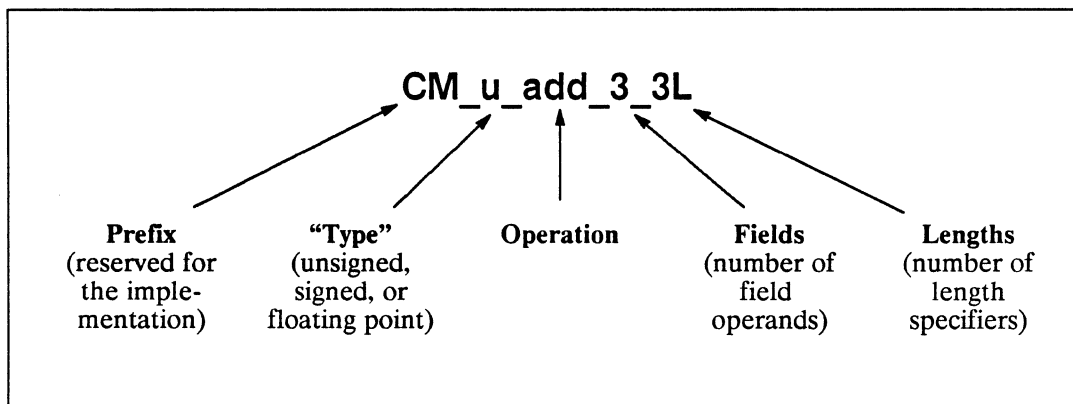 CM_u_add_3_3L
Prefix
(reserved for
the imple-
mentation)
“Type”
(unsigned,
signed, or
floating point)
Operation
Fields
(number of
field
operands)
Lengths
(number of
length
specifiers)